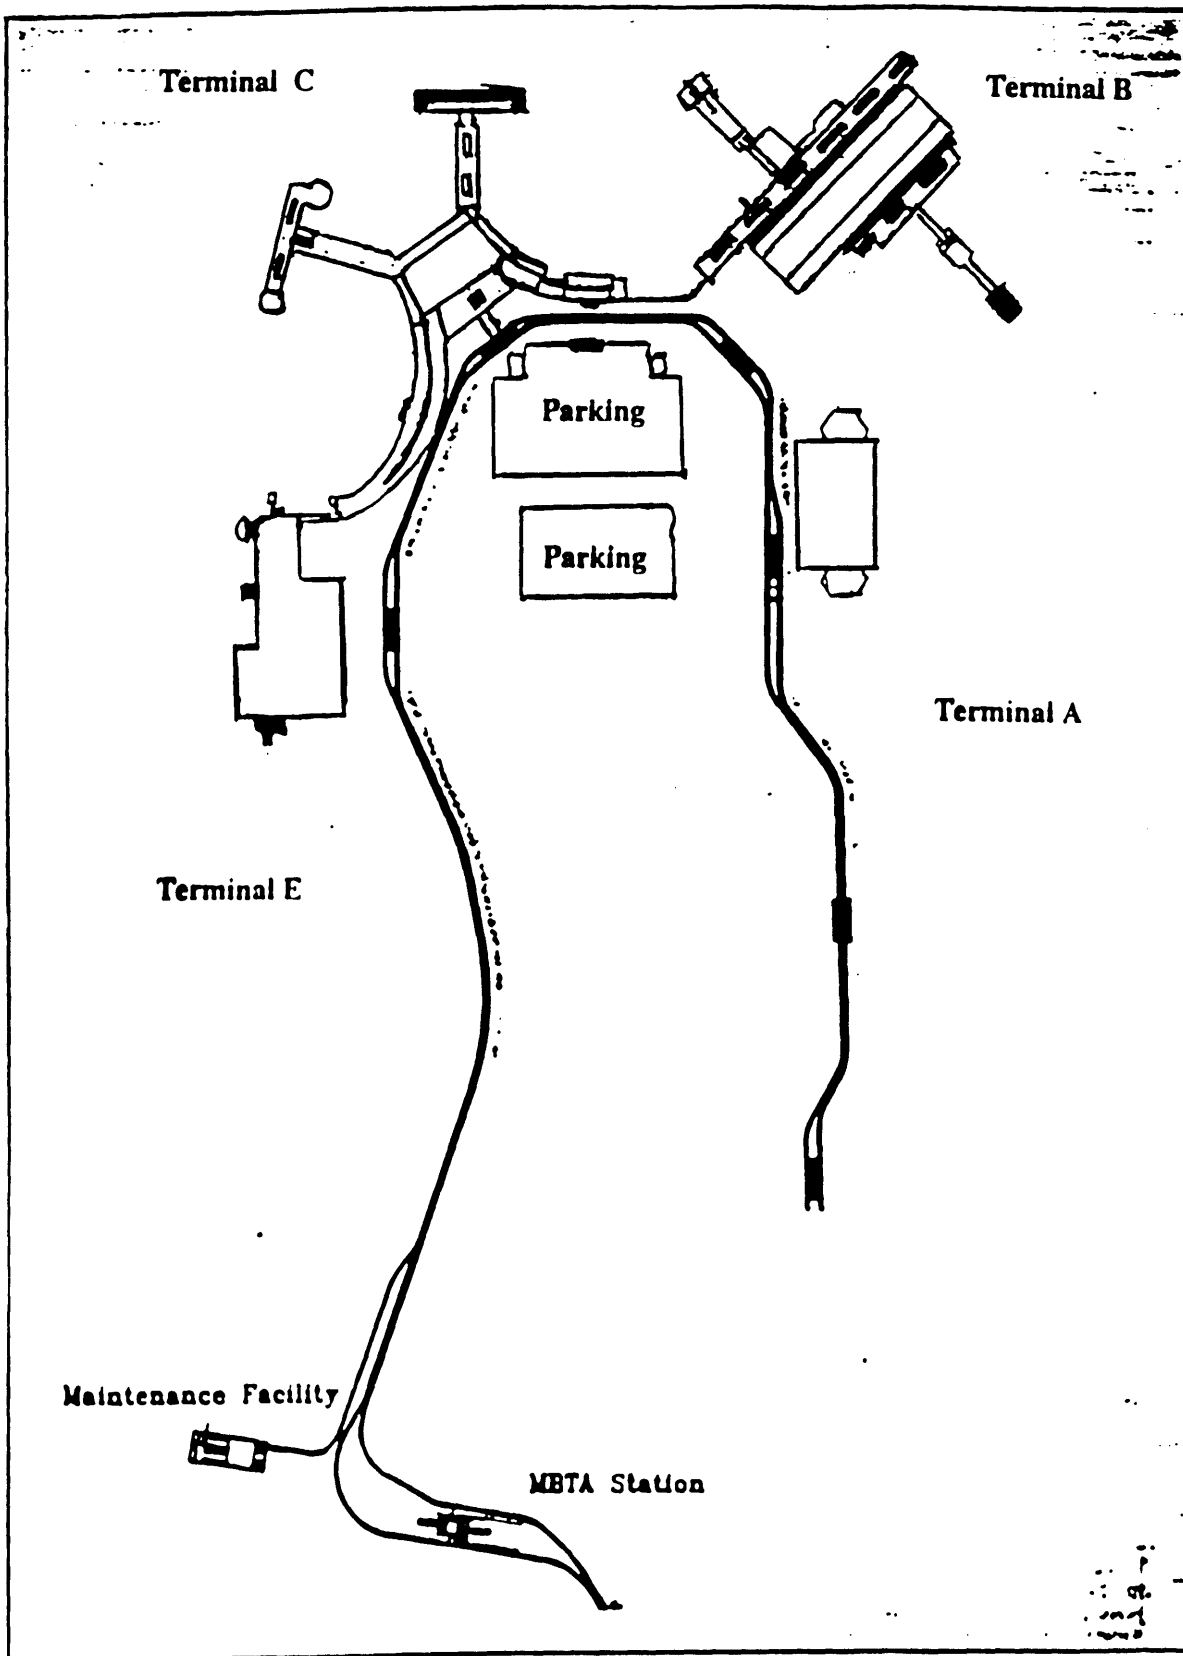 Terminal C
Terminal B
Parking
Parking
Terminal A
Terminal E
Maintenance Facility
MBTA Station